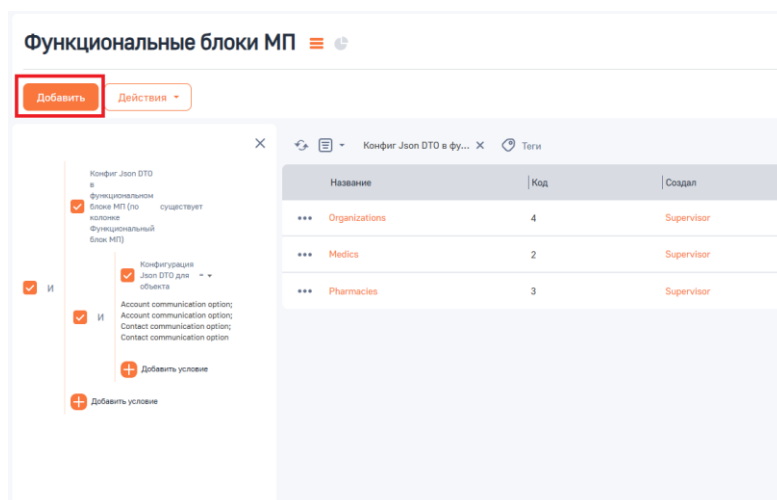 Функциональные блоки МП
Добавить
Действия
Конфиг Json DTO в фу...
Теги
Конфиг Json DTO
в
функциональном
блоке МП (по существует
колонке
Функциональный
блок МП)
И
Конфигурация
Json DTO для =
объекта
И
Account communication option;
Account communication option;
Contact communication option;
Contact communication option
Добавить условие
Добавить условие
Название Код Создал
Organizations 4 Supervisor
Medics 2 Supervisor
Pharmacies 3 Supervisor